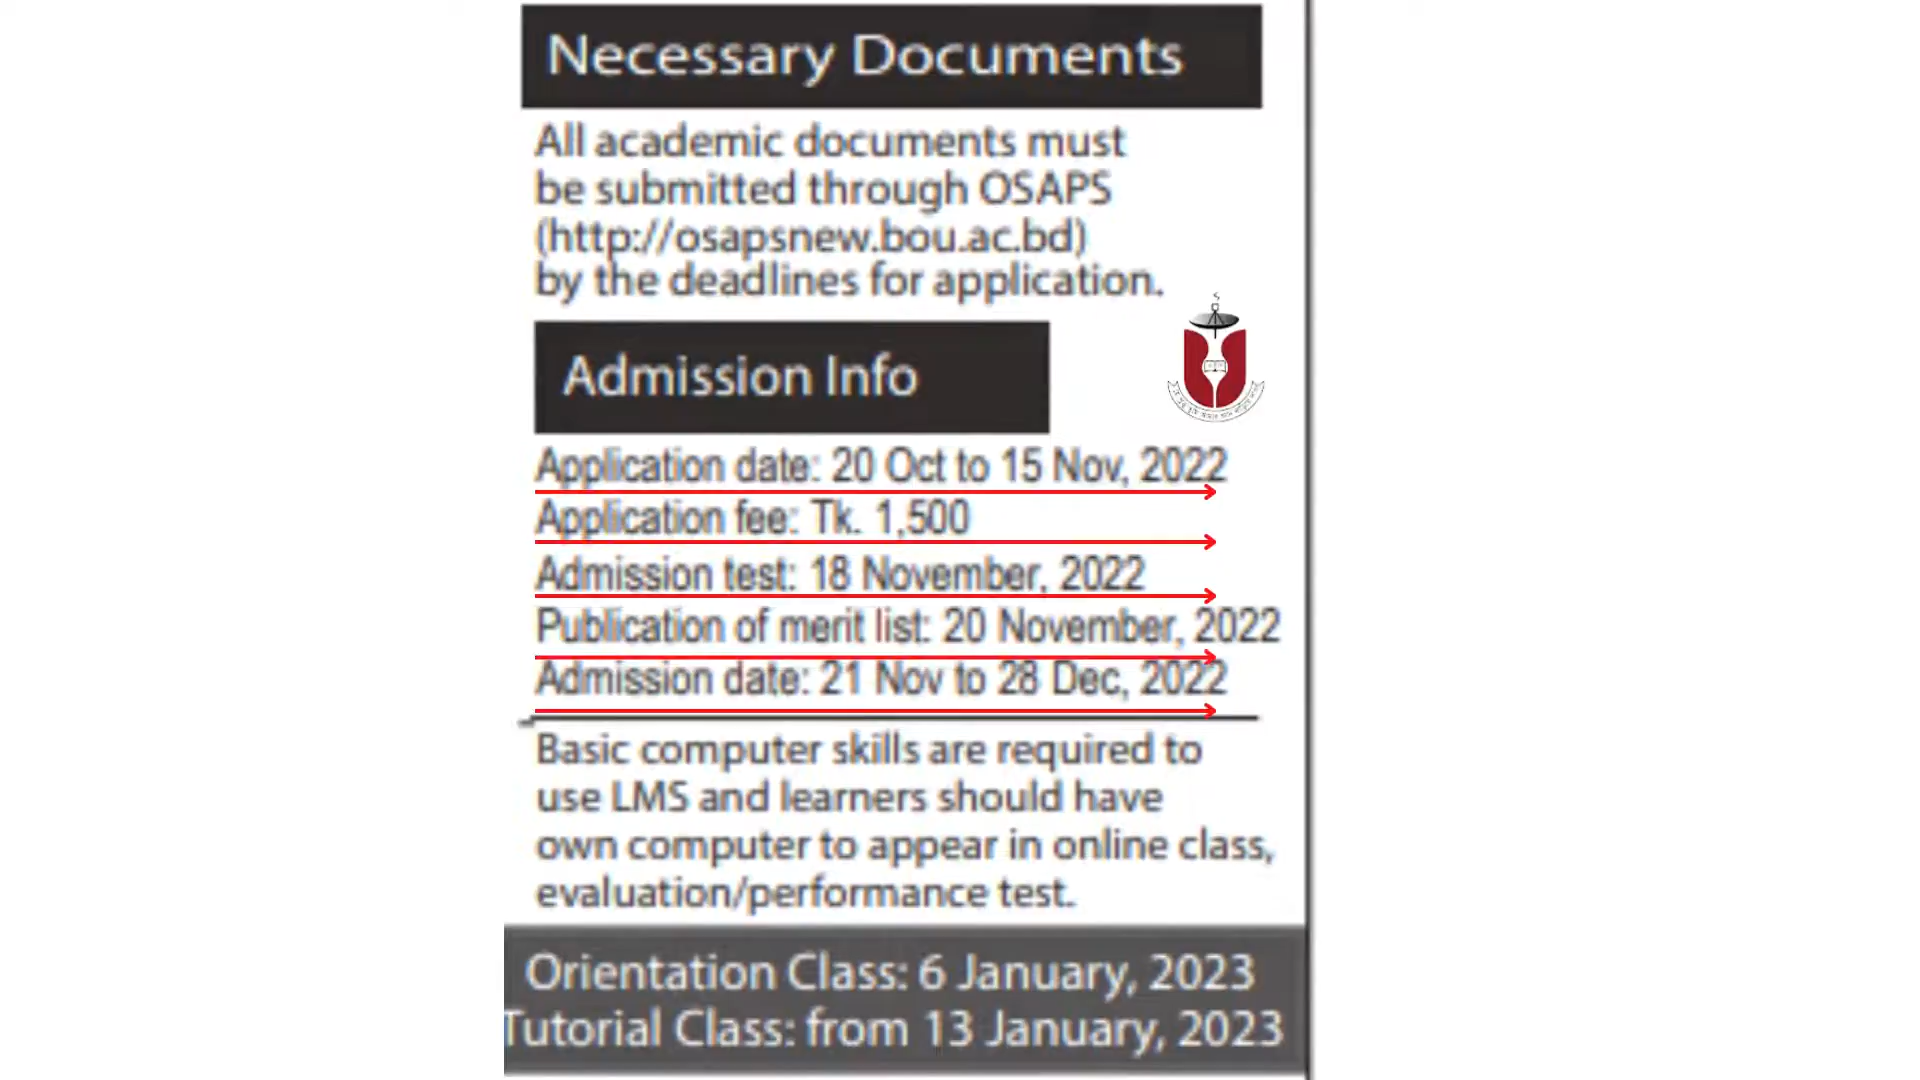 Necessary Documents
All academic documents must
be submitted through OSAPS
(http://osapsnew.bou.ac.bd)
by the deadlines for application.
Admission Info
Application date: 20 Oct to 15 Nov, 2022
Application fee: Tk. 1,500
Admission test: 18 November, 2022
Publication of merit list: 20 November, 2022
Admission date: 21 Nov to 28 Dec, 2022
Basic computer skills are required to
use LMS and learners should have
own computer to appear in online class,
evaluation/performance test.
Orientation Class: 6 January, 2023
Tutorial Class: from 13 January, 2023